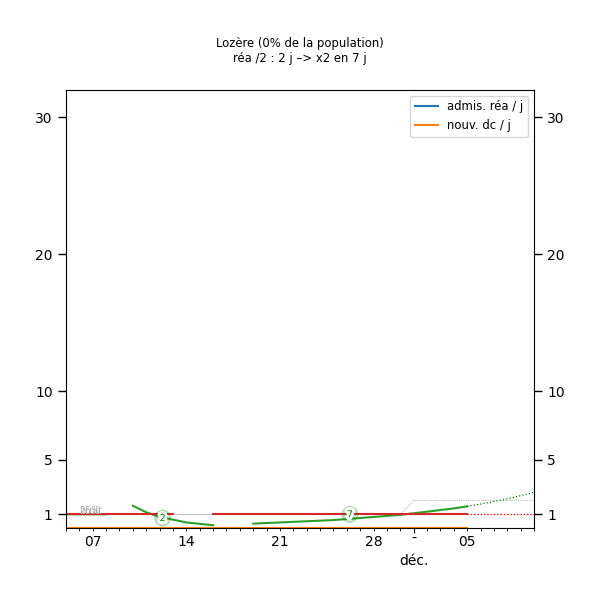 Lozère (0% de la population)
réa /2 : 2 j –> x2 en 7 j
admis. réa / j
nouv. dc / j
30 30
20 20
10 10
5 5
1 1
2 7
07 14 21 28 - 05
déc.